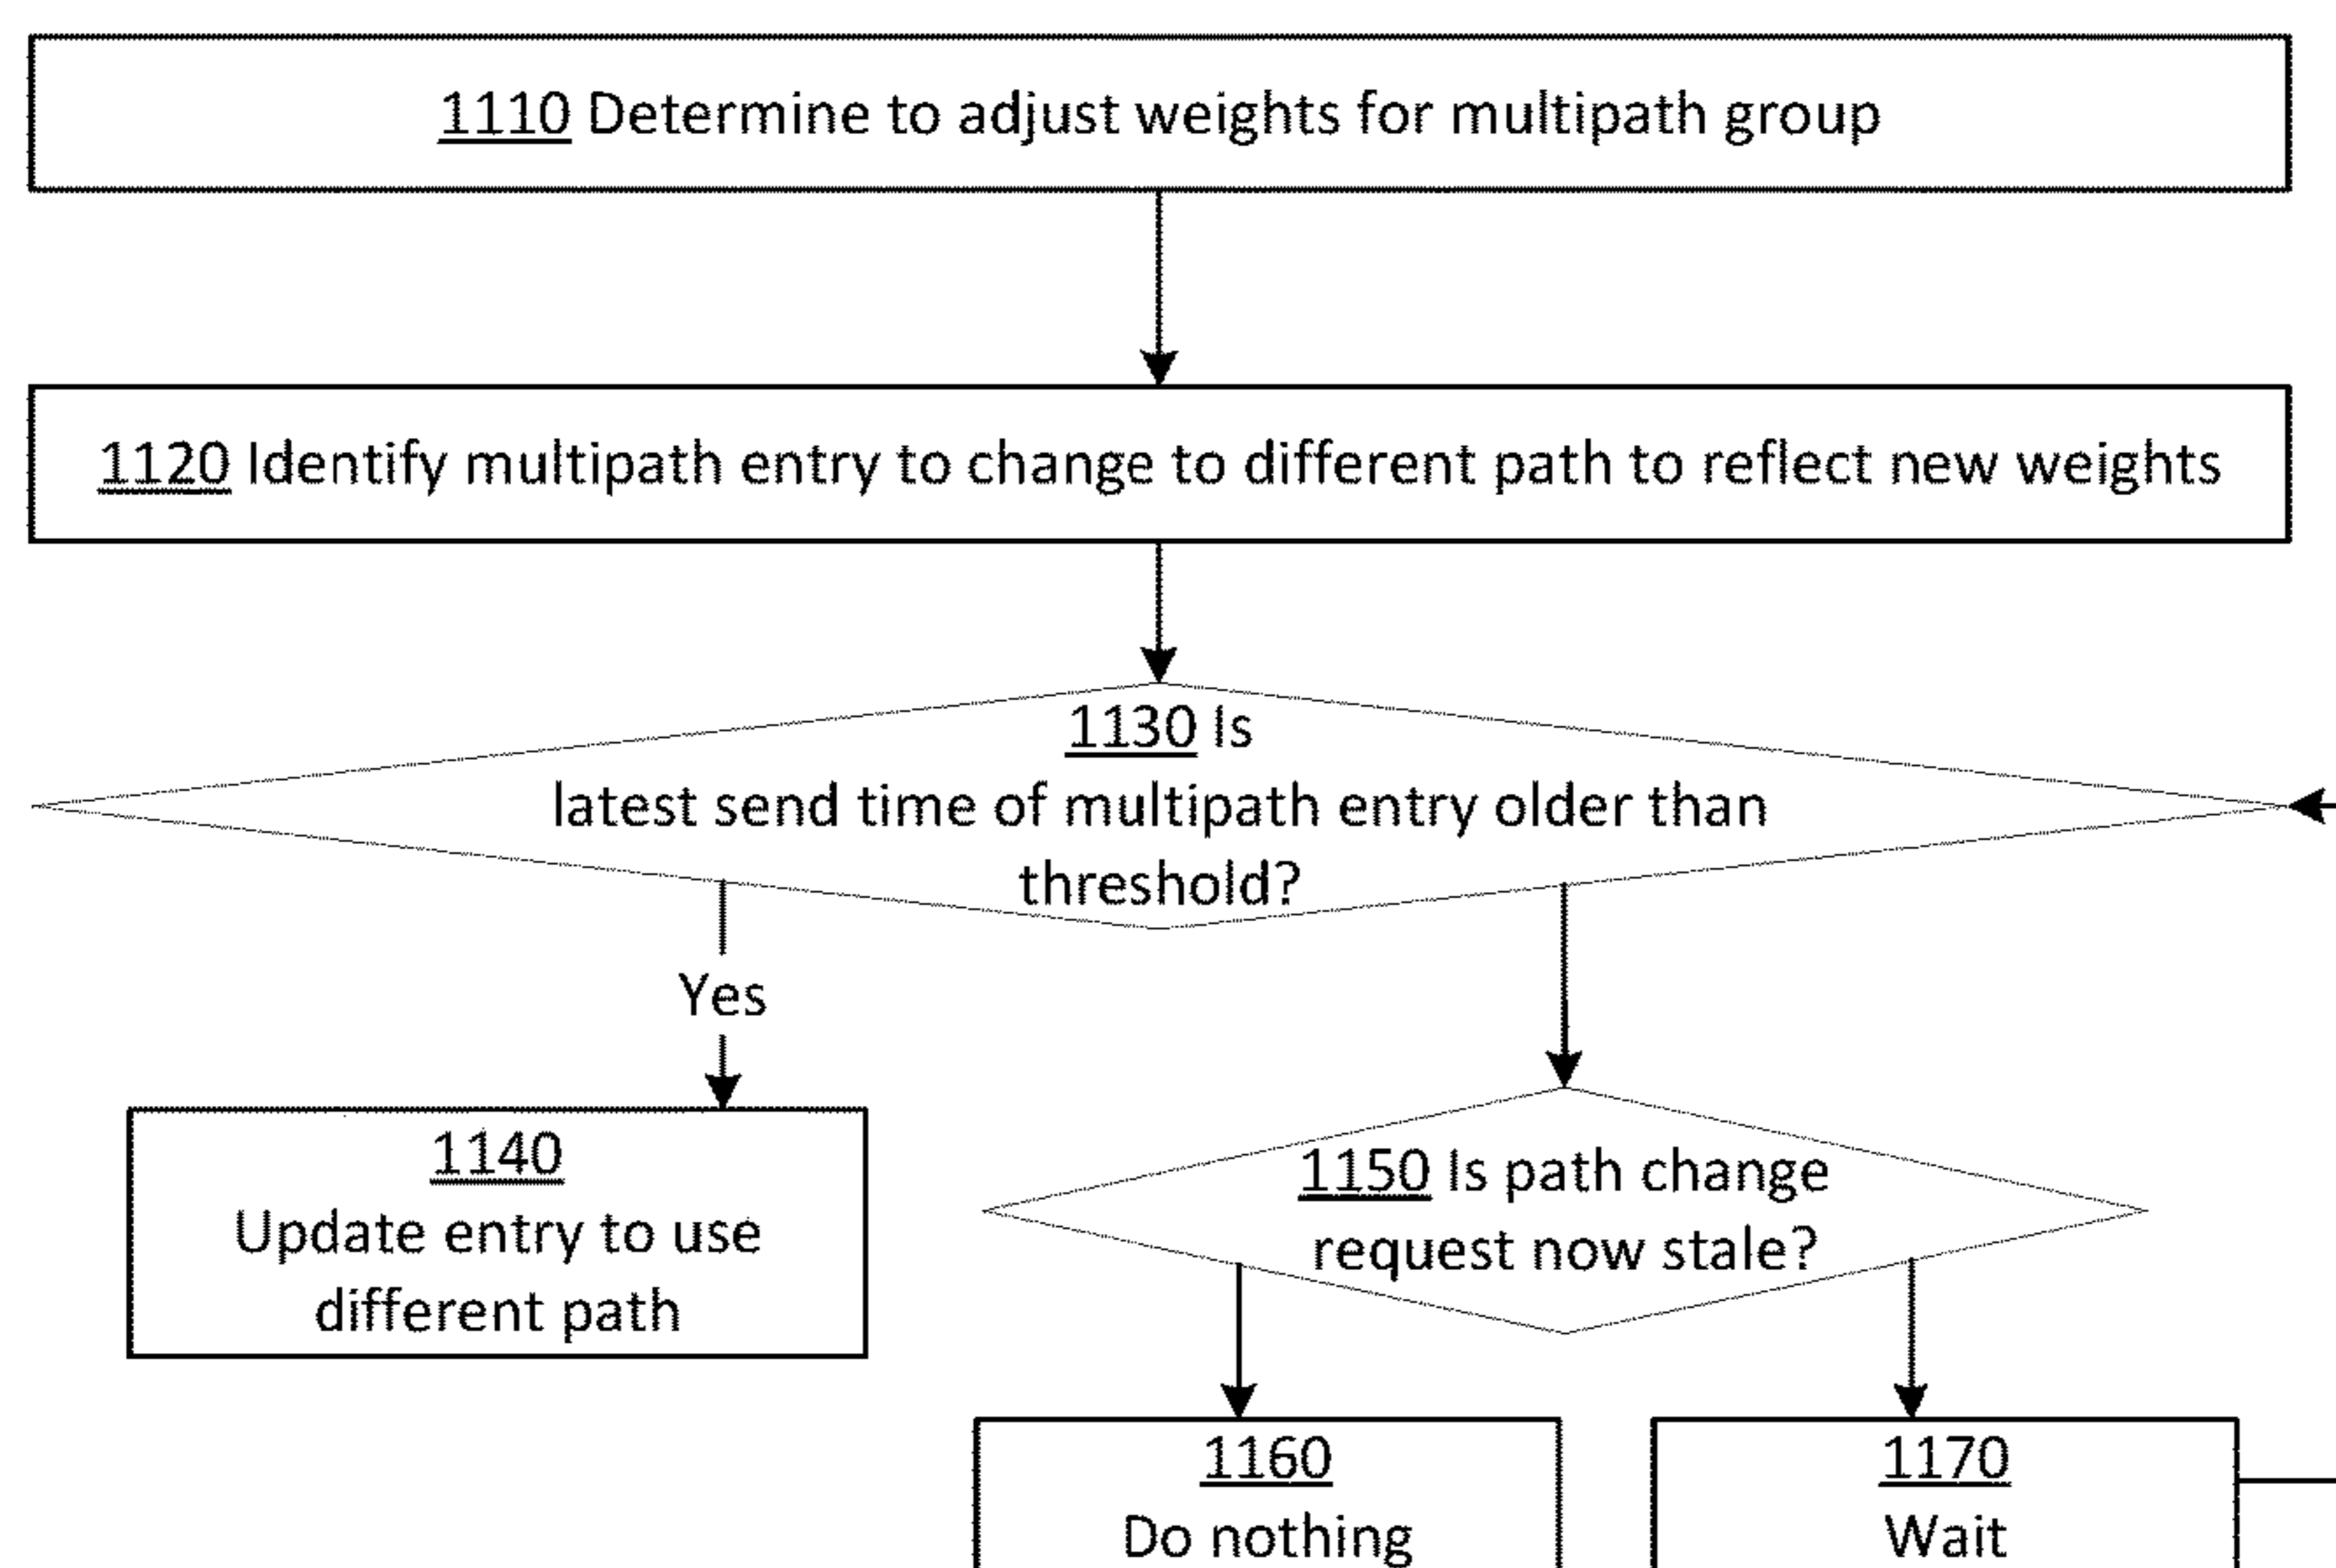 1110 Determine to adjust weights for multipath group
1120 Identify multipath entry to change to different path to reflect new weights
1130 Is
latest send time of multipath entry older than
threshold?
Yes
1140
Update entry to use
different path
1150 Is path change
request now stale?
1160
Do nothing
1170
Wait